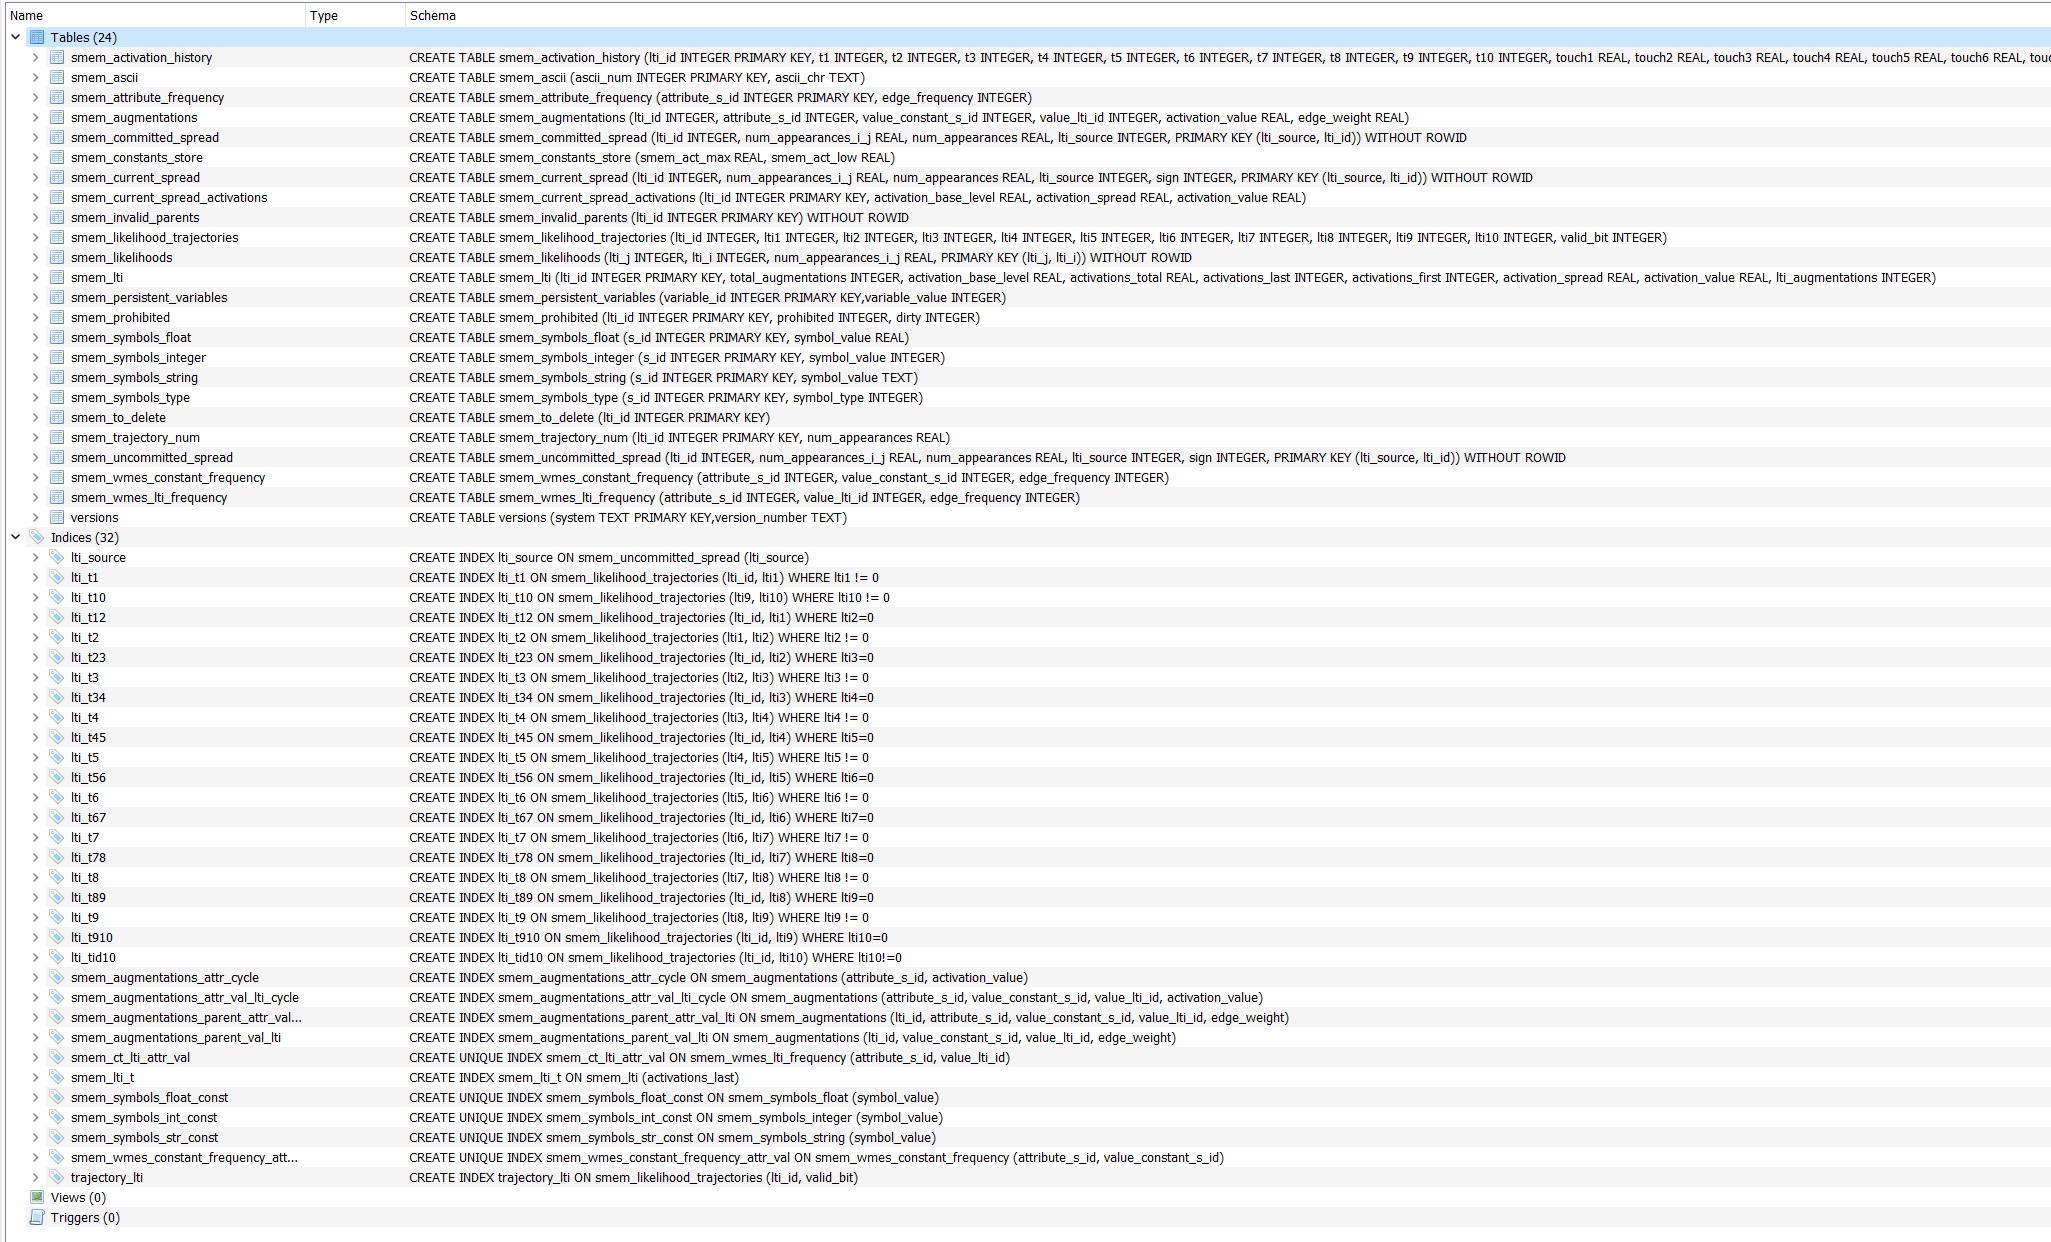 Name Type Schema
Tables (24)
smem_activation_history CREATE TABLE smem_activation_history (lti_id INTEGER PRIMARY KEY, t1 INTEGER, t2 INTEGER, t3 INTEGER, t4 INTEGER, t5 INTEGER, t6 INTEGER, t7 INTEGER, t8 INTEGER, t9 INTEGER, t10 INTEGER, touch1 REAL, touch2 REAL, touch3 REAL, touch4 REAL, touch5 REAL, touch6 REAL,
smem_ascii CREATE TABLE smem_ascii (ascii_num INTEGER PRIMARY KEY, ascii_chr TEXT)
smem_attribute_frequency CREATE TABLE smem_attribute_frequency (attribute_s_id INTEGER PRIMARY KEY, edge_frequency INTEGER)
smem_augmentations CREATE TABLE smem_augmentations (lti_id INTEGER, attribute_s_id INTEGER, value_constant_s_id INTEGER, value_lti_id INTEGER, activation_value REAL, edge_weight REAL)
smem_committed_spread CREATE TABLE smem_committed_spread (lti_id INTEGER, num_appearances_i_j REAL, num_appearances REAL, lti_source INTEGER, PRIMARY KEY (lti_source, lti_id)) WITHOUT ROWID
smem_constants_store CREATE TABLE smem_constants_store (smem_act_max REAL, smem_act_low REAL)
smem_current_spread CREATE TABLE smem_current_spread (lti_id INTEGER, num_appearances_i_j REAL, num_appearances REAL, lti_source INTEGER, sign INTEGER, PRIMARY KEY (lti_source, lti_id)) WITHOUT ROWID
smem_current_spread_activations CREATE TABLE smem_current_spread_activations (lti_id INTEGER PRIMARY KEY, activation_base_level REAL, activation_spread REAL, activation_value REAL)
smem_invalid_parents CREATE TABLE smem_invalid_parents (lti_id INTEGER PRIMARY KEY) WITHOUT ROWID
smem_likelihood_trajectories CREATE TABLE smem_likelihood_trajectories (lti_id INTEGER, lti1 INTEGER, lti2 INTEGER, lti3 INTEGER, lti4 INTEGER, lti5 INTEGER, lti6 INTEGER, lti7 INTEGER, lti8 INTEGER, lti9 INTEGER, lti10 INTEGER, valid_bit INTEGER)
smem_likelihoods CREATE TABLE smem_likelihoods (lti_j INTEGER, lti_i INTEGER, num_appearances_i_j REAL, PRIMARY KEY (lti_j, lti_i)) WITHOUT ROWID
smem_lti CREATE TABLE smem_lti (lti_id INTEGER PRIMARY KEY, total_augmentations INTEGER, activation_base_level REAL, activations_total REAL, activations_last INTEGER, activations_first INTEGER, activation_spread REAL, activation_value REAL, lti_augmentations INTEGER)
smem_persistent_variables CREATE TABLE smem_persistent_variables (variable_id INTEGER PRIMARY KEY,variable_value INTEGER)
smem_prohibited CREATE TABLE smem_prohibited (lti_id INTEGER PRIMARY KEY, prohibited INTEGER, dirty INTEGER)
smem_symbols_float CREATE TABLE smem_symbols_float (s_id INTEGER PRIMARY KEY, symbol_value REAL)
smem_symbols_integer CREATE TABLE smem_symbols_integer (s_id INTEGER PRIMARY KEY, symbol_value INTEGER)
smem_symbols_string CREATE TABLE smem_symbols_string (s_id INTEGER PRIMARY KEY, symbol_value TEXT)
smem_symbols_type CREATE TABLE smem_symbols_type (s_id INTEGER PRIMARY KEY, symbol_type INTEGER)
smem_to_delete CREATE TABLE smem_to_delete (lti_id INTEGER PRIMARY KEY)
smem_trajectory_num CREATE TABLE smem_trajectory_num (lti_id INTEGER PRIMARY KEY, num_appearances REAL)
smem_uncommitted_spread CREATE TABLE smem_uncommitted_spread (lti_id INTEGER, num_appearances_i_j REAL, num_appearances REAL, lti_source INTEGER, sign INTEGER, PRIMARY KEY (lti_source, lti_id)) WITHOUT ROWID
smem_wmes_constant_frequency CREATE TABLE smem_wmes_constant_frequency (attribute_s_id INTEGER, value_constant_s_id INTEGER, edge_frequency INTEGER)
smem_wmes_lti_frequency CREATE TABLE smem_wmes_lti_frequency (attribute_s_id INTEGER, value_lti_id INTEGER, edge_frequency INTEGER)
versions CREATE TABLE versions (system TEXT PRIMARY KEY,version_number TEXT)
Indices (32)
lti_source CREATE INDEX lti_source ON smem_uncommitted_spread (lti_source)
lti_t1 CREATE INDEX lti_t1 ON smem_likelihood_trajectories (lti_id, lti1) WHERE lti1 != 0
lti_t10 CREATE INDEX lti_t10 ON smem_likelihood_trajectories (lti9, lti10) WHERE lti10 != 0
lti_t12 CREATE INDEX lti_t12 ON smem_likelihood_trajectories (lti_id, lti1) WHERE lti2=0
lti_t2 CREATE INDEX lti_t2 ON smem_likelihood_trajectories (lti1, lti2) WHERE lti2 != 0
lti_t23 CREATE INDEX lti_t23 ON smem_likelihood_trajectories (lti_id, lti2) WHERE lti3=0
lti_t3 CREATE INDEX lti_t3 ON smem_likelihood_trajectories (lti2, lti3) WHERE lti3 != 0
lti_t34 CREATE INDEX lti_t34 ON smem_likelihood_trajectories (lti_id, lti3) WHERE lti4=0
lti_t4 CREATE INDEX lti_t4 ON smem_likelihood_trajectories (lti3, lti4) WHERE lti4 != 0
lti_t45 CREATE INDEX lti_t45 ON smem_likelihood_trajectories (lti_id, lti4) WHERE lti5=0
lti_t5 CREATE INDEX lti_t5 ON smem_likelihood_trajectories (lti4, lti5) WHERE lti5 != 0
lti_t56 CREATE INDEX lti_t56 ON smem_likelihood_trajectories (lti_id, lti5) WHERE lti6=0
lti_t6 CREATE INDEX lti_t6 ON smem_likelihood_trajectories (lti5, lti6) WHERE lti6 != 0
lti_t67 CREATE INDEX lti_t67 ON smem_likelihood_trajectories (lti_id, lti6) WHERE lti7=0
lti_t7 CREATE INDEX lti_t7 ON smem_likelihood_trajectories (lti6, lti7) WHERE lti7 != 0
lti_t78 CREATE INDEX lti_t78 ON smem_likelihood_trajectories (lti_id, lti7) WHERE lti8=0
lti_t8 CREATE INDEX lti_t8 ON smem_likelihood_trajectories (lti7, lti8) WHERE lti8 != 0
lti_t89 CREATE INDEX lti_t89 ON smem_likelihood_trajectories (lti_id, lti8) WHERE lti9=0
lti_t9 CREATE INDEX lti_t9 ON smem_likelihood_trajectories (lti8, lti9) WHERE lti9 != 0
lti_t910 CREATE INDEX lti_t910 ON smem_likelihood_trajectories (lti_id, lti9) WHERE lti10=0
lti_tid10 CREATE INDEX lti_tid10 ON smem_likelihood_trajectories (lti_id, lti10) WHERE lti10!=0
smem_augmentations_attr_cycle CREATE INDEX smem_augmentations_attr_cycle ON smem_augmentations (attribute_s_id, activation_value)
smem_augmentations_attr_val_lti_cycle CREATE INDEX smem_augmentations_attr_val_lti_cycle ON smem_augmentations (attribute_s_id, value_constant_s_id, value_lti_id, activation_value)
smem_augmentations_parent_attr_val... CREATE INDEX smem_augmentations_parent_attr_val_lti ON smem_augmentations (lti_id, attribute_s_id, value_constant_s_id, value_lti_id, edge_weight)
smem_augmentations_parent_val_lti CREATE INDEX smem_augmentations_parent_val_lti ON smem_augmentations (lti_id, value_constant_s_id, value_lti_id, edge_weight)
smem_ct_lti_attr_val CREATE UNIQUE INDEX smem_ct_lti_attr_val ON smem_wmes_lti_frequency (attribute_s_id, value_lti_id)
smem_lti_t CREATE INDEX smem_lti_t ON smem_lti (activations_last)
smem_symbols_float_const CREATE UNIQUE INDEX smem_symbols_float_const ON smem_symbols_float (symbol_value)
smem_symbols_int_const CREATE UNIQUE INDEX smem_symbols_int_const ON smem_symbols_integer (symbol_value)
smem_symbols_str_const CREATE UNIQUE INDEX smem_symbols_str_const ON smem_symbols_string (symbol_value)
smem_wmes_constant_frequency_att... CREATE UNIQUE INDEX smem_wmes_constant_frequency_attr_val ON smem_wmes_constant_frequency (attribute_s_id, value_constant_s_id)
trajectory_lti CREATE INDEX trajectory_lti ON smem_likelihood_trajectories (lti_id, valid_bit)
Views (0)
Triggers (0)